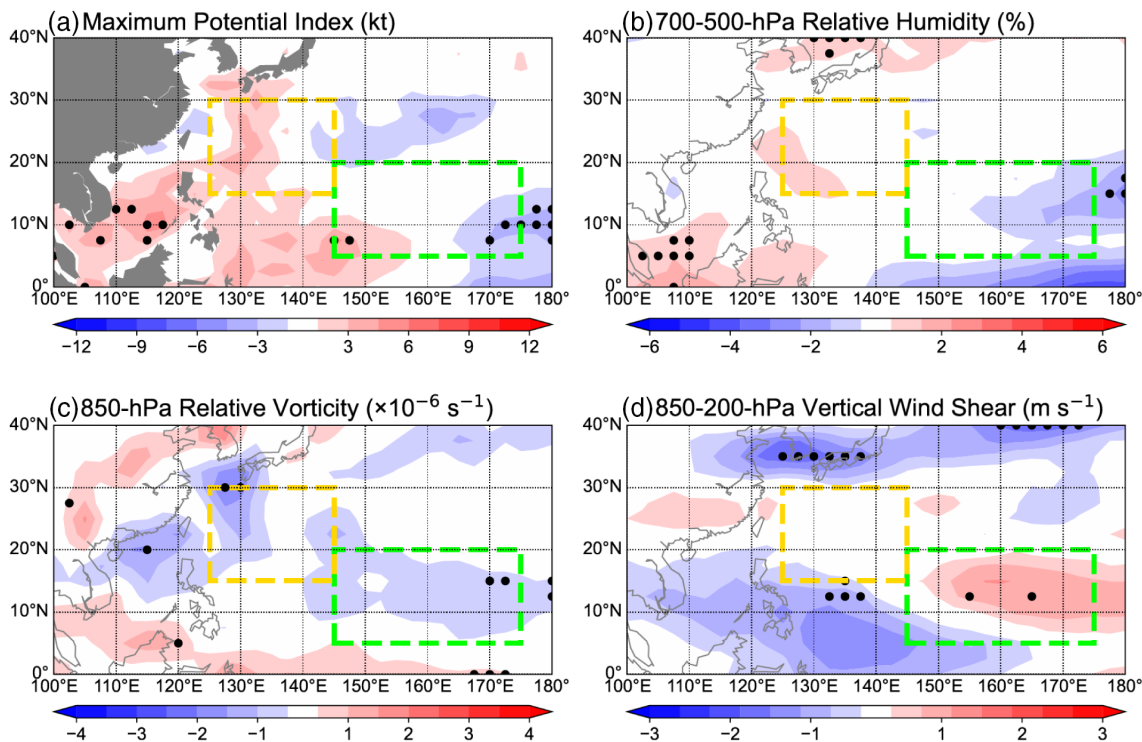 (a) Maximum Potential Index (kt)
40°N
30°N
20°N
10°N
0°
100°E 110°E 120°E 130°E 140°E 150°E 160°E 170°E 180°
−12 −9 −6 −3 3 6 9 12
(b) 700-500-hPa Relative Humidity (%)
40°N
30°N
20°N
10°N
0°
100°E 110°E 120°E 130°E 140°E 150°E 160°E 170°E 180°
−6 −4 −2 2 4 6
(c) 850-hPa Relative Vorticity (×10⁻⁶ s⁻¹)
40°N
30°N
20°N
10°N
0°
100°E 110°E 120°E 130°E 140°E 150°E 160°E 170°E 180°
−4 −3 −2 −1 1 2 3 4
(d) 850-200-hPa Vertical Wind Shear (m s⁻¹)
40°N
30°N
20°N
10°N
0°
100°E 110°E 120°E 130°E 140°E 150°E 160°E 170°E 180°
−3 −2 −1 1 2 3